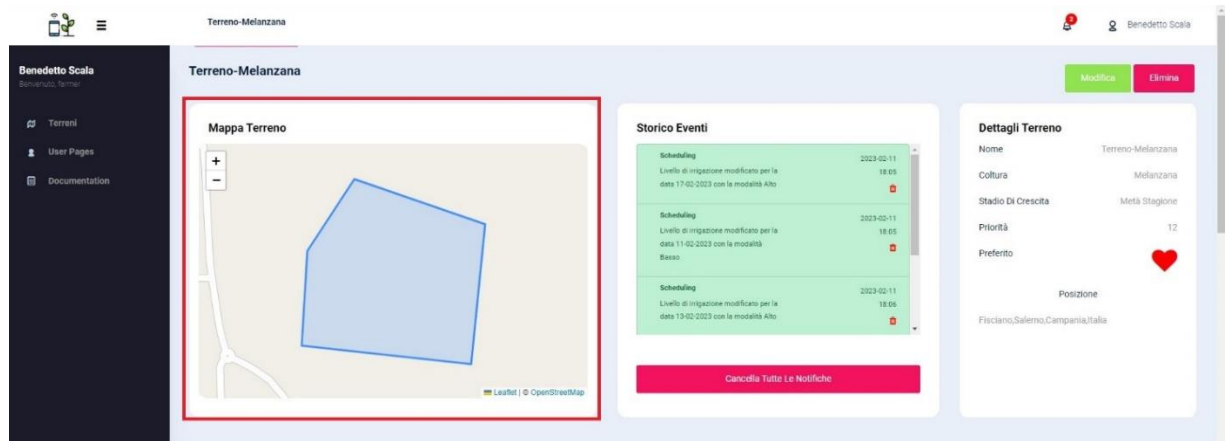 Terreno-Melanzana
2
Benedetto Scala
Benedetto Scala
Benvenuto, farmer
Terreni
User Pages
Documentation
Terreno-Melanzana
Modifica
Elimina
Mappa Terreno
+
−
Leaflet | © OpenStreetMap
Storico Eventi
Scheduling
2023-02-11
Livello di irrigazione modificato per la
18:05
data 17-02-2023 con la modalità Alto
Scheduling
2023-02-11
Livello di irrigazione modificato per la
18:05
data 11-02-2023 con la modalità
Basso
Scheduling
2023-02-11
Livello di irrigazione modificato per la
18:06
data 13-02-2023 con la modalità Alto
Cancella Tutte Le Notifiche
Dettagli Terreno
Nome Terreno-Melanzana
Coltura Melanzana
Stadio Di Crescita Metà Stagione
Priorità 12
Preferito
Posizione
Fisciano,Salerno,Campania,Italia